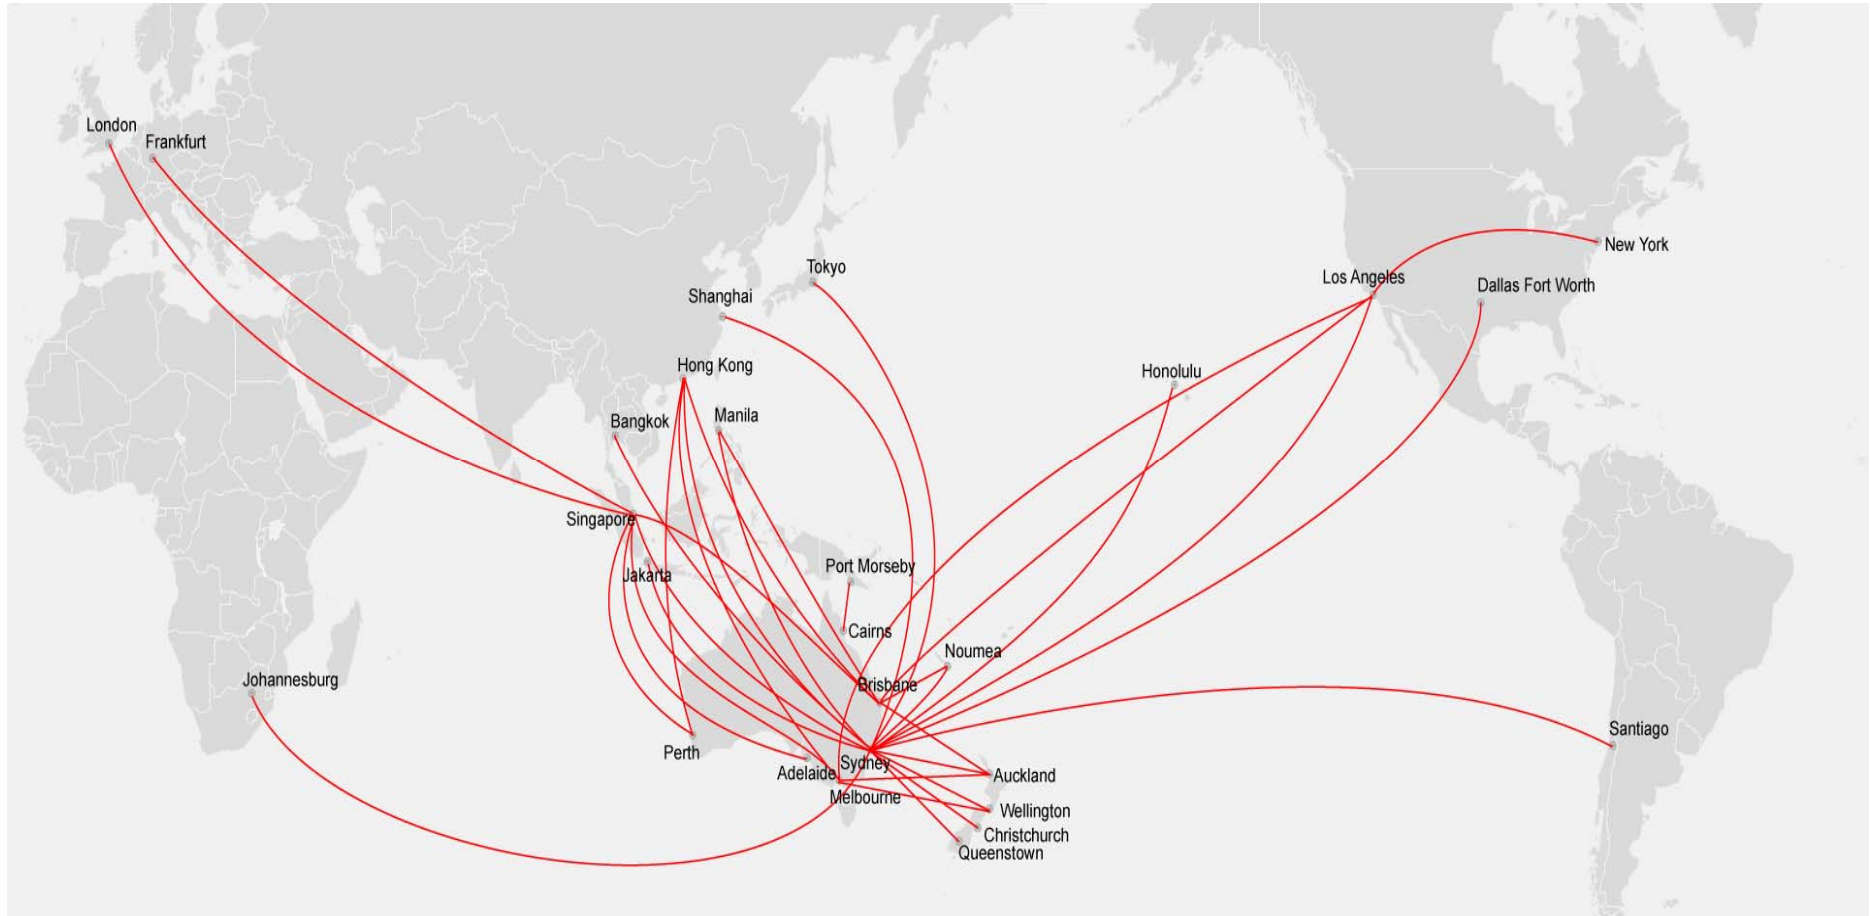 London
Frankfurt
New York
Tokyo
Los Angeles
Dallas Fort Worth
Shanghai
Hong Kong
Honolulu
Manila
Bangkok
Singapore
Port Morseby
Jakarta
Cairns
Noumea
Johannesburg
Brisbane
Santiago
Perth
Sydney
Adelaide
Auckland
Melbourne
Wellington
Christchurch
Queenstown